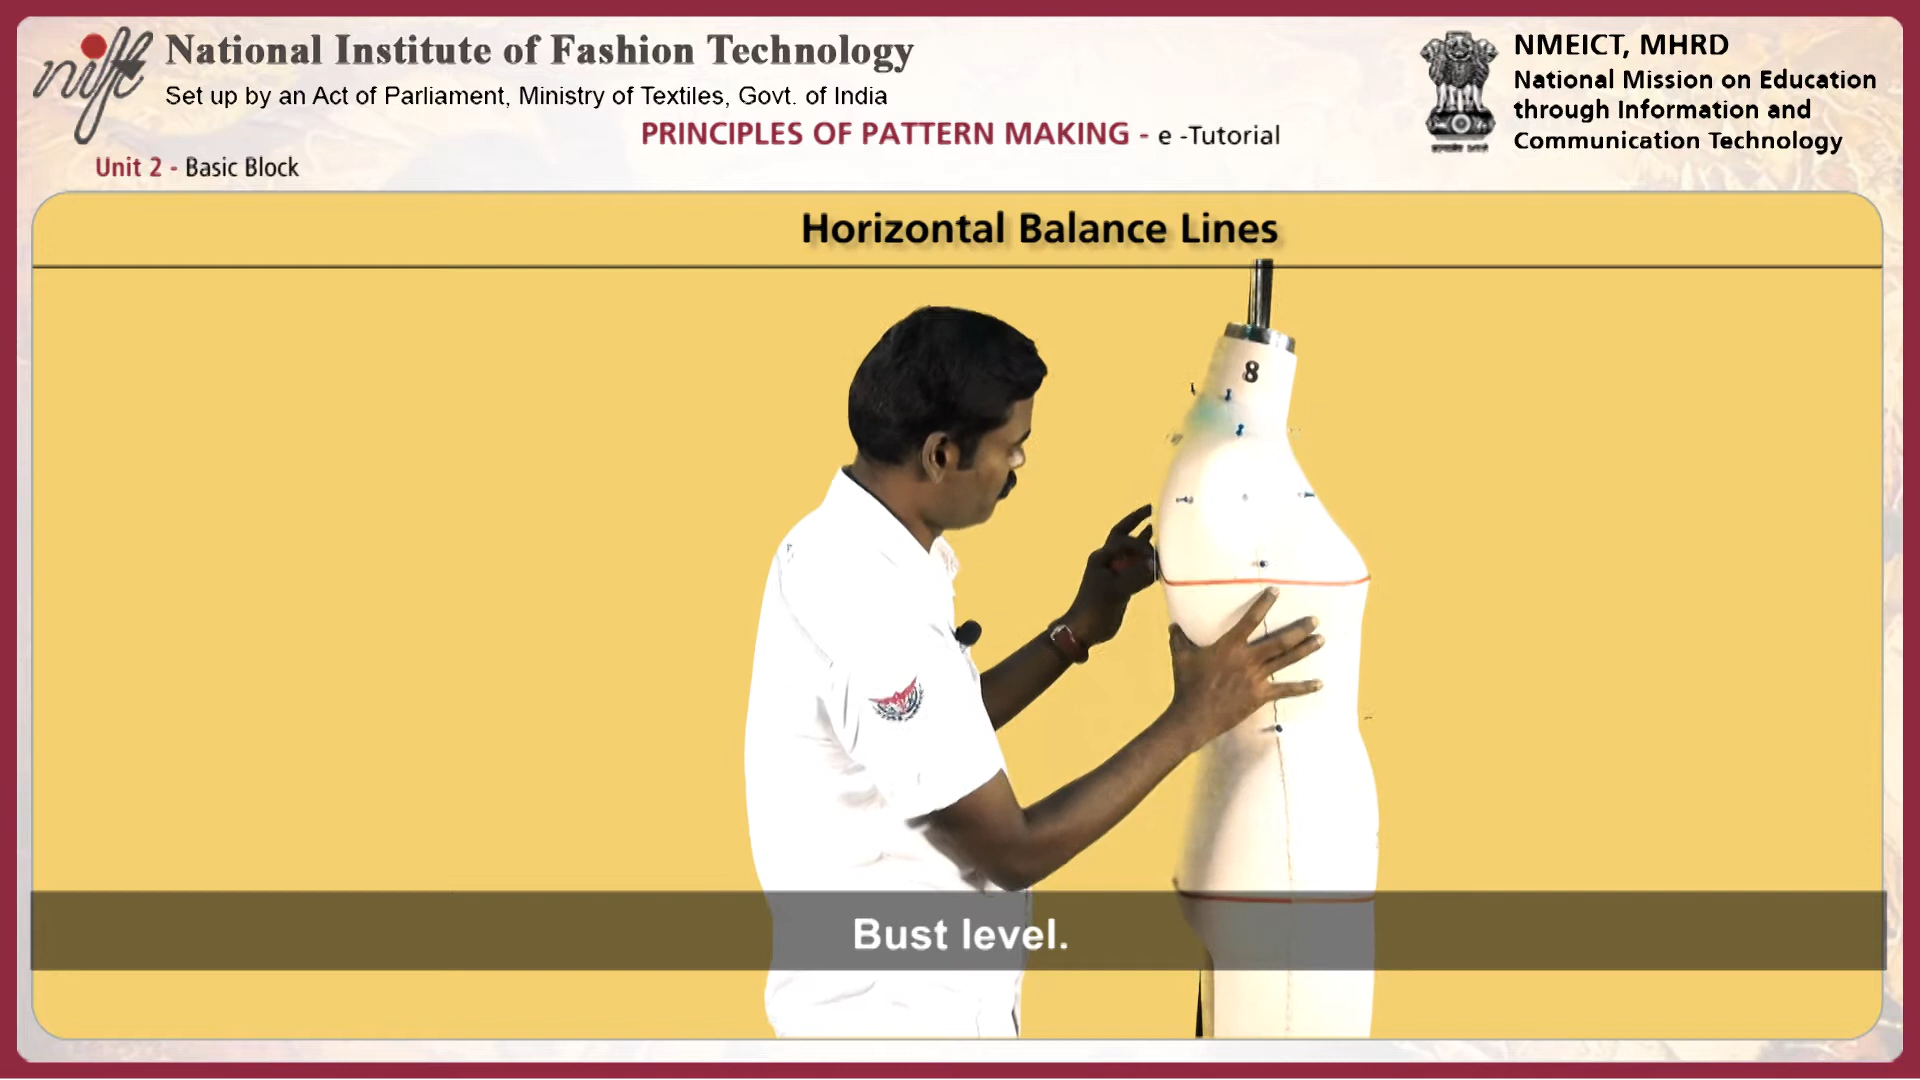 nift
National Institute of Fashion Technology
Set up by an Act of Parliament, Ministry of Textiles, Govt. of India
NMEICT, MHRD
National Mission on Education
through Information and
Communication Technology
PRINCIPLES OF PATTERN MAKING - e -Tutorial
Unit 2 - Basic Block
Horizontal Balance Lines
8
Bust level.